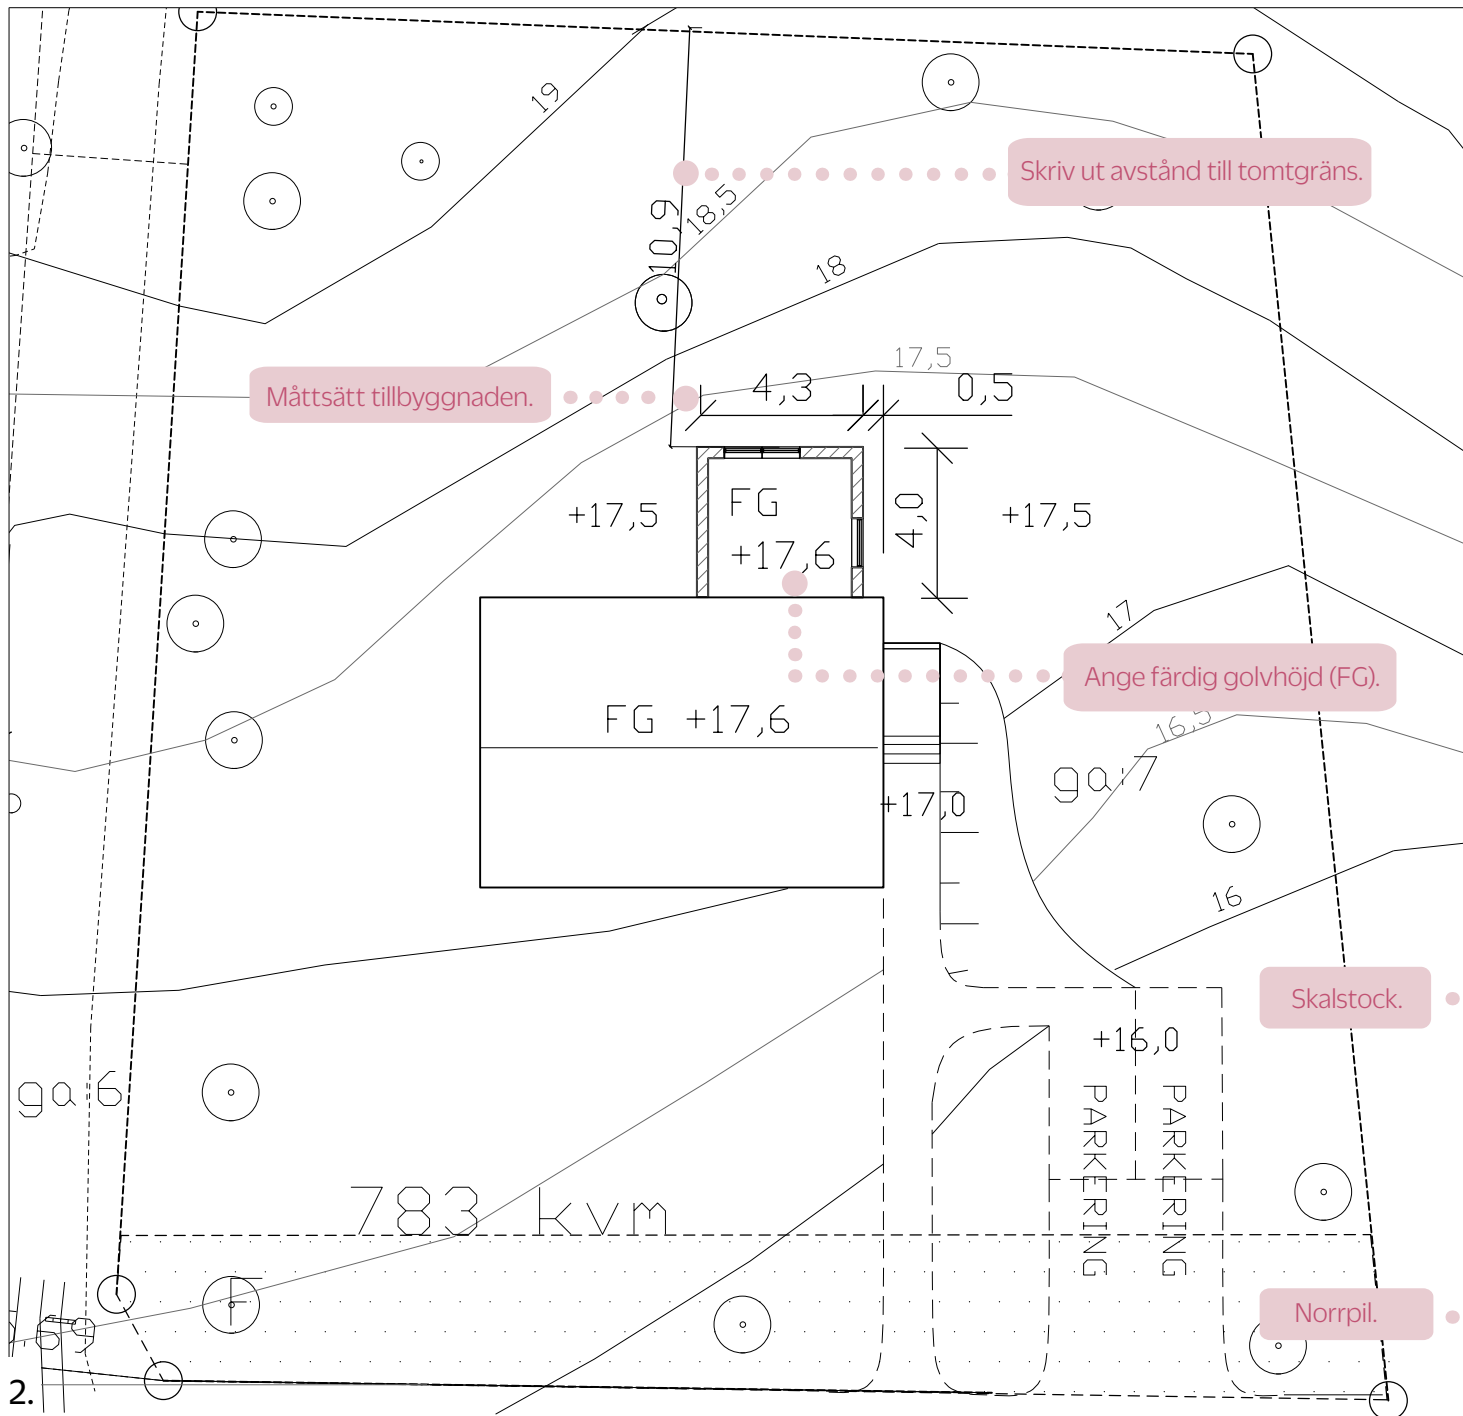 19
Skriv ut avstånd till tomtgräns.
10,9
18,5
18
17,5
Måttsätt tillbyggnaden.
4,3
0,5
FG
+17,6
4,0
+17,5
+17,5
17
Ange färdig golvhöjd (FG).
FG +17,6
16,5
ga:7
+17,0
16
Skalstock.
+16,0
PARKERING
PARKERING
ga:6
783 kvm
F
Norrpil.
2.